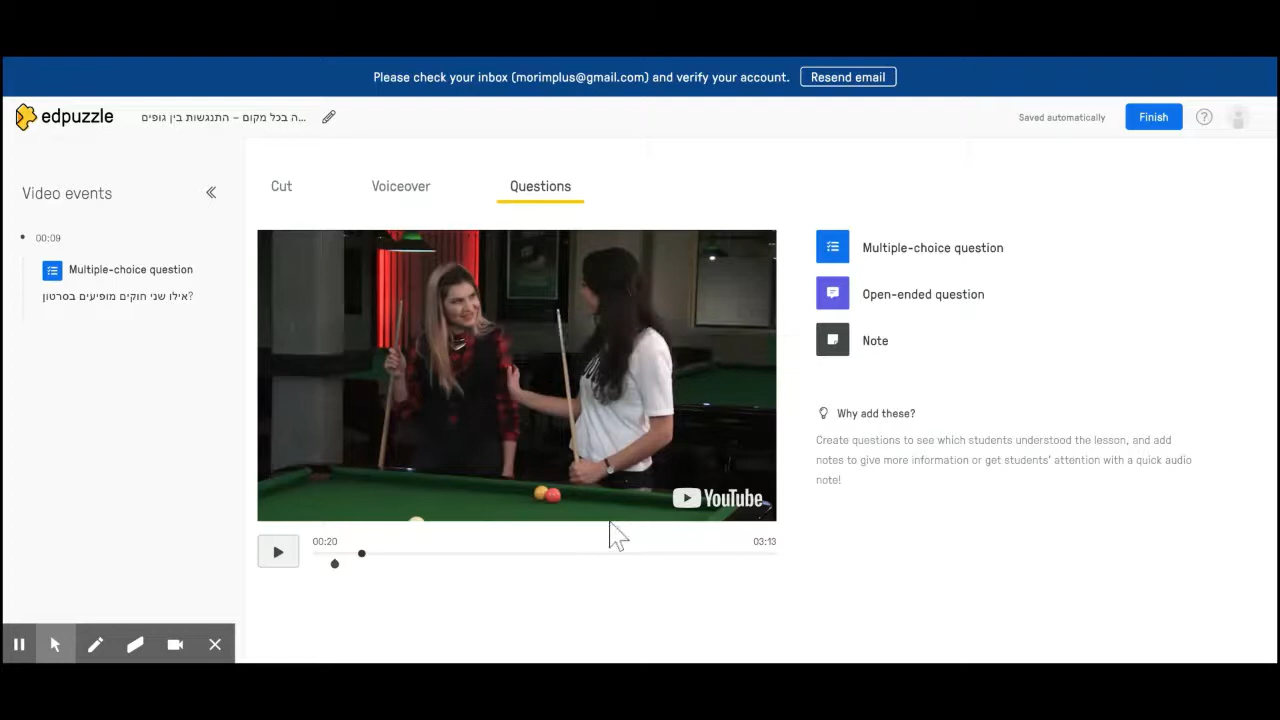 Please check your inbox (morimplus@gmail.com) and verify your account. Resend email
edpuzzle
ה בכל מקום – התנגשות בין גופים...
Saved automatically
Finish
?
Video events
Cut
Voiceover
Questions
00:09
Multiple-choice question
אילו שני חוקים מופיעים בסרטון?
YouTube
00:20
03:13
Multiple-choice question
Open-ended question
Note
Why add these?
Create questions to see which students understood the lesson, and add
notes to give more information or get students' attention with a quick audio
note!